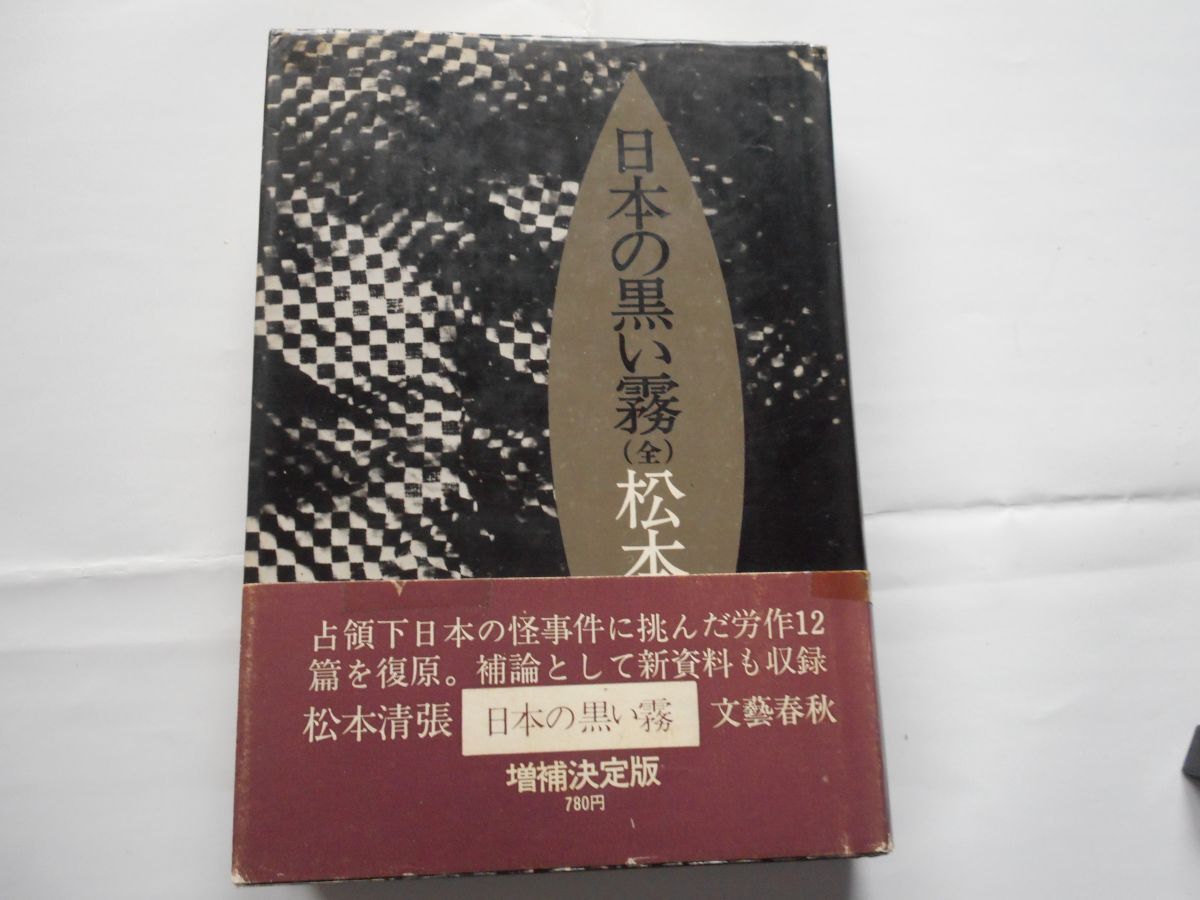 日本の黒い霧(全)
松本
占領下日本の怪事件に挑んだ労作12
篇を復原。補論として新資料も収録
松本清張 日本の黒い霧 文藝春秋
増補決定版
780円